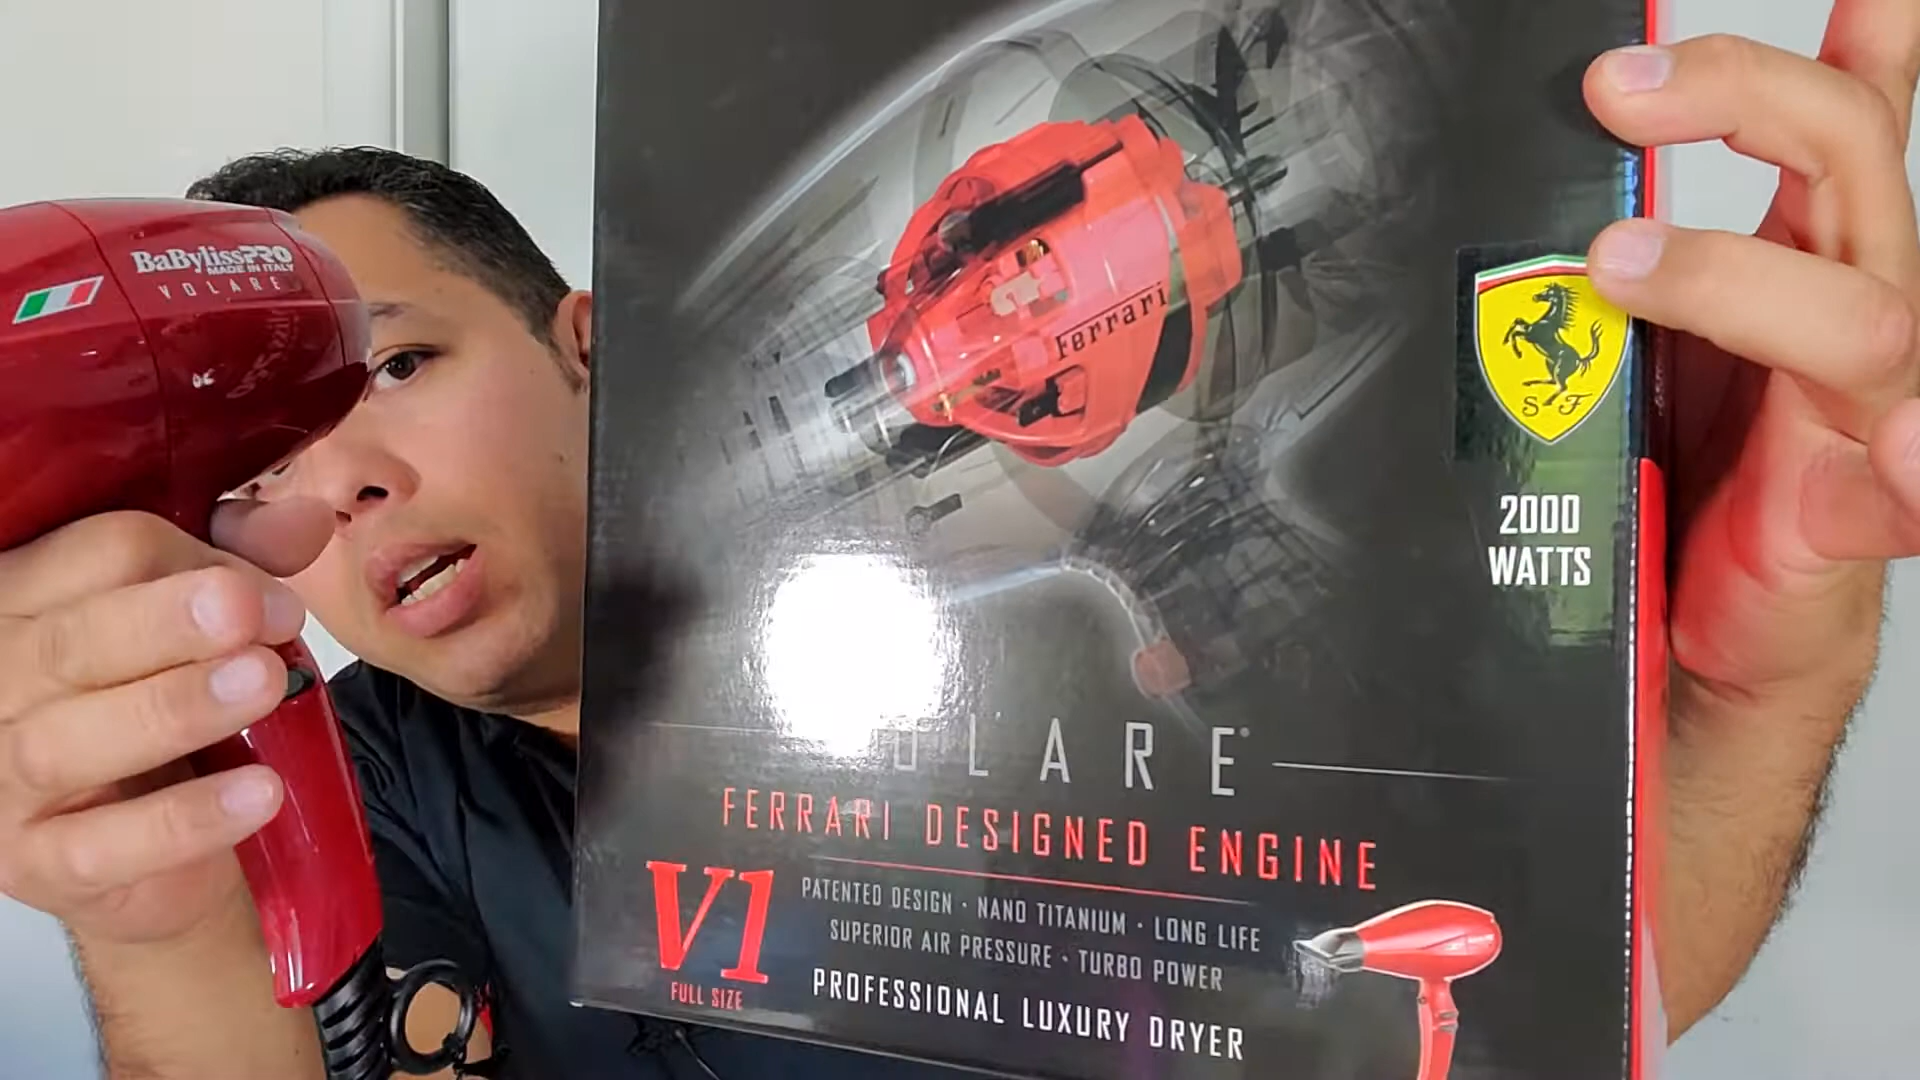 BaBylissPRO
MADE IN ITALY
VOLARE
Ferrari
S F
2000
WATTS
OLARE
FERRARI DESIGNED ENGINE
V1
FULL SIZE
PATENTED DESIGN · NANO TITANIUM · LONG LIFE
SUPERIOR AIR PRESSURE · TURBO POWER
PROFESSIONAL LUXURY DRYER